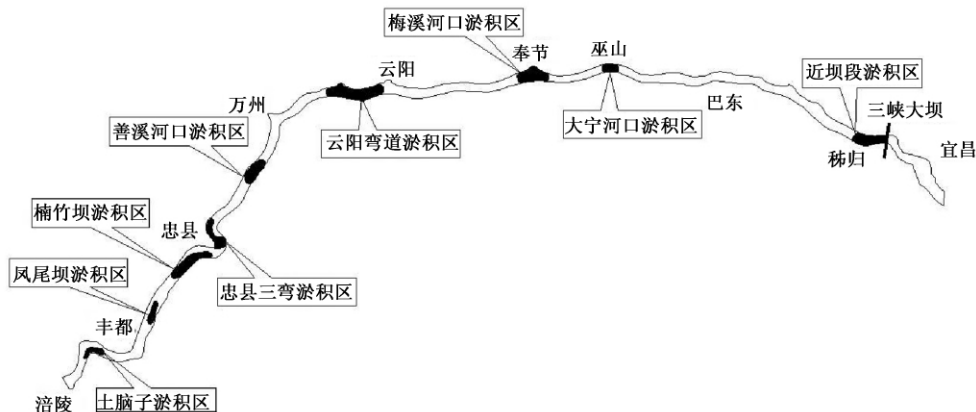 梅溪河口淤积区
奉节
巫山
云阳
近坝段淤积区
万州
巴东
三峡大坝
善溪河口淤积区
云阳弯道淤积区
大宁河口淤积区
秭归
宜昌
楠竹坝淤积区
忠县
凤尾坝淤积区
忠县三弯淤积区
丰都
涪陵
土脑子淤积区